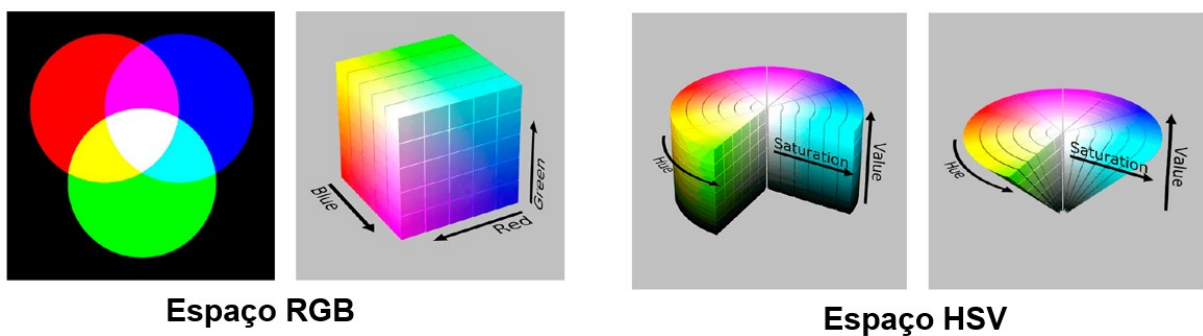 Blue
Red
Green
Espaço RGB
Hue
Saturation
Value
Hue
Saturation
Value
Espaço HSV